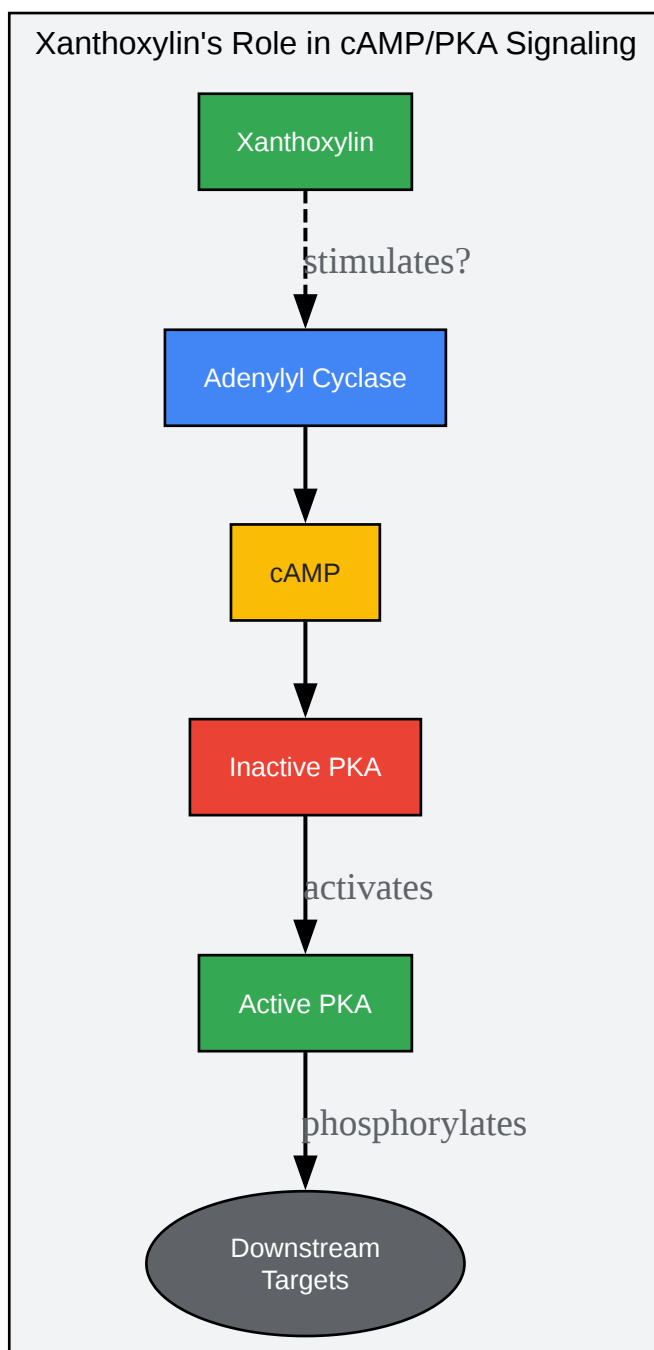 Xanthoxylin's Role in cAMP/PKA Signaling
Xanthoxylin
stimulates?
Adenylyl Cyclase
cAMP
Inactive PKA
activates
Active PKA
phosphorylates
Downstream
Targets